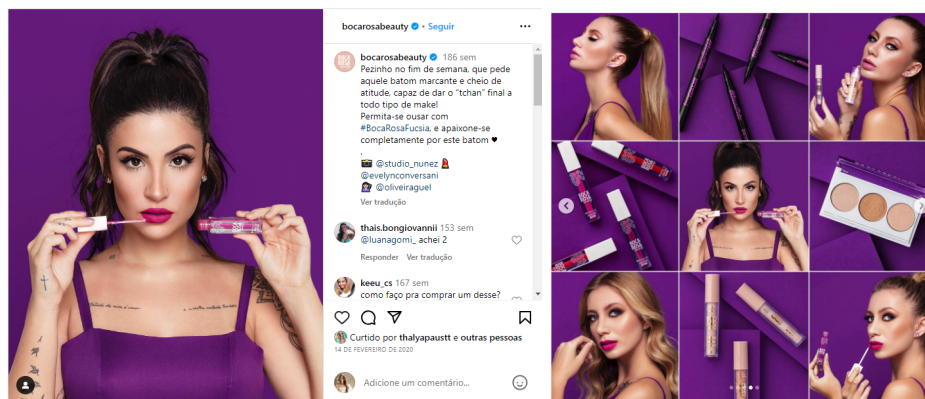 bocarosabeauty • Seguir
bocarosabeauty 186 sem
Pezinho no fim de semana, que pede
aquele batom marcante e cheio de
atitude, capaz de dar o “tchan” final a
todo tipo de make!
Permita-se ousar com
#BocaRosaFucsia, e apaixone-se
completamente por este batom ♥
.
📸 @studio_nunez 💄
@evelynconversani
💇🏻‍♀️ @oliveiraguel
Ver tradução
thais.bongiovannii 153 sem
@luanagomi_ achei 2
Responder Ver tradução
keeu_cs 167 sem
como faço pra comprar um desse?
Curtido por thalyapaustt e outras pessoas
14 DE FEVEREIRO DE 2020
Adicione um comentário...